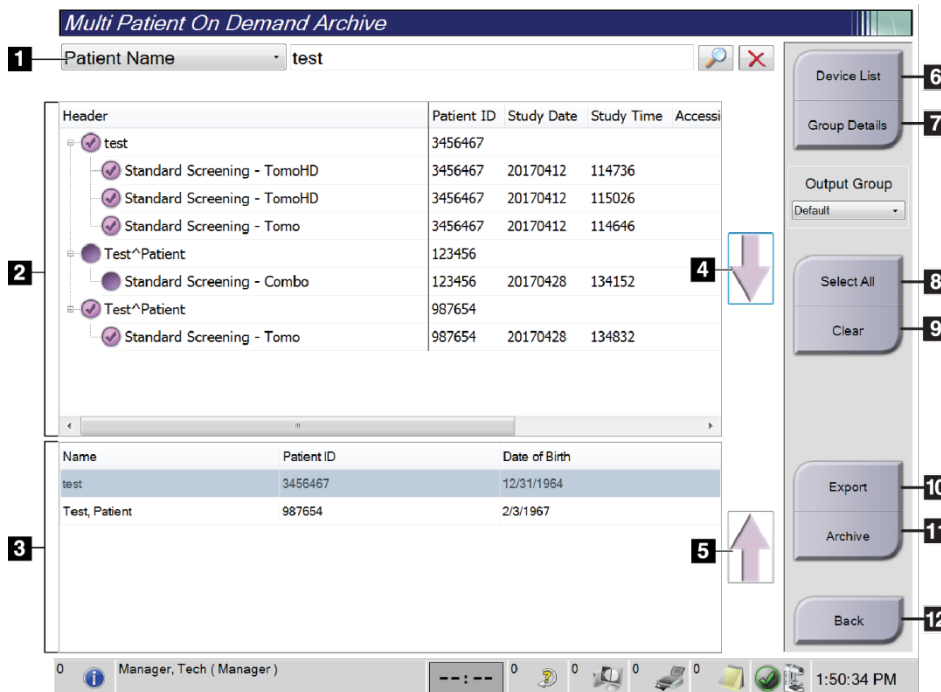 Multi Patient On Demand Archive
1 Patient Name test
Device List 6
Group Details 7
Output Group
Default
Header Patient ID Study Date Study Time Accessi
test 3456467
Standard Screening - TomoHD 3456467 20170412 114736
Standard Screening - TomoHD 3456467 20170412 115026
Standard Screening - Tomo 3456467 20170412 114646
Test^Patient 123456
2 Standard Screening - Combo 123456 20170428 134152
Test^Patient 987654
Standard Screening - Tomo 987654 20170428 134832
4
Select All 8
Clear 9
Name Patient ID Date of Birth
test 3456467 12/31/1964
Test, Patient 987654 2/3/1967
3
5
Export 10
Archive 11
Back 12
0 Manager, Tech ( Manager ) --:-- 0 0 0 0 1:50:34 PM